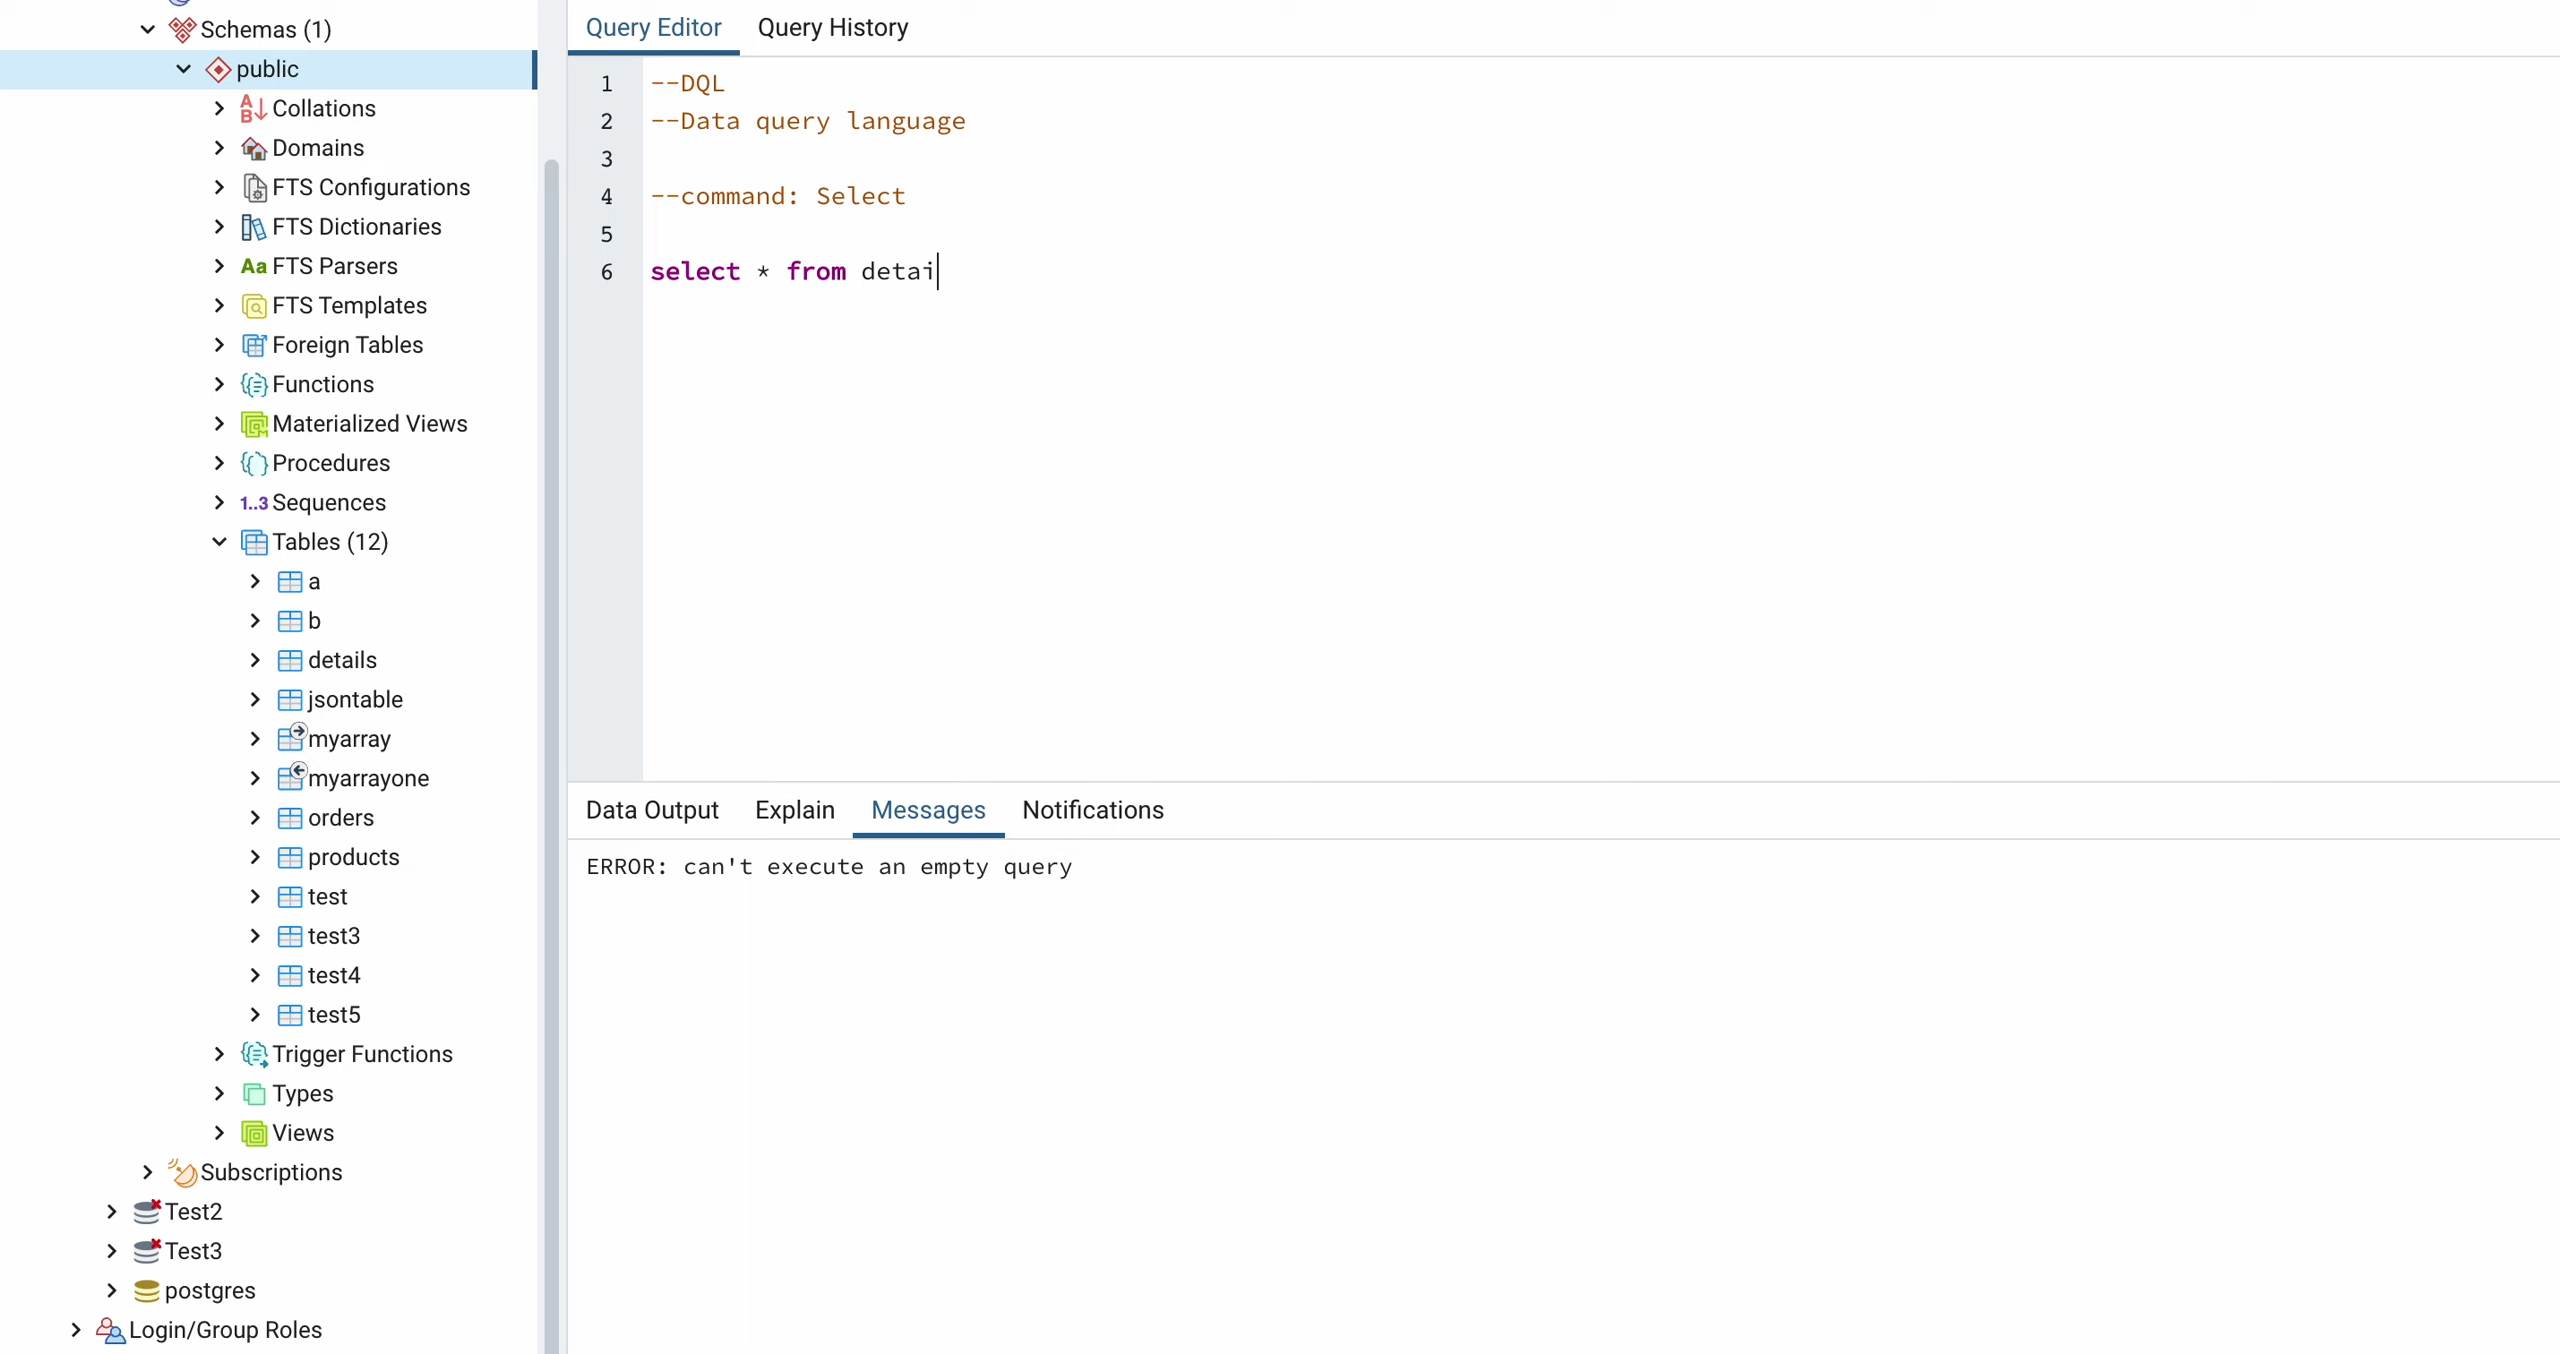 Schemas (1)
public
Collations
Domains
FTS Configurations
FTS Dictionaries
Aa FTS Parsers
FTS Templates
Foreign Tables
Functions
Materialized Views
Procedures
1..3 Sequences
Tables (12)
a
b
details
jsontable
myarray
myarrayone
orders
products
test
test3
test4
test5
Trigger Functions
Types
Views
Subscriptions
Test2
Test3
postgres
Login/Group Roles
Query Editor Query History
1 --DQL
2 --Data query language
3
4 --command: Select
5
6 select * from detai
Data Output Explain Messages Notifications
ERROR: can't execute an empty query